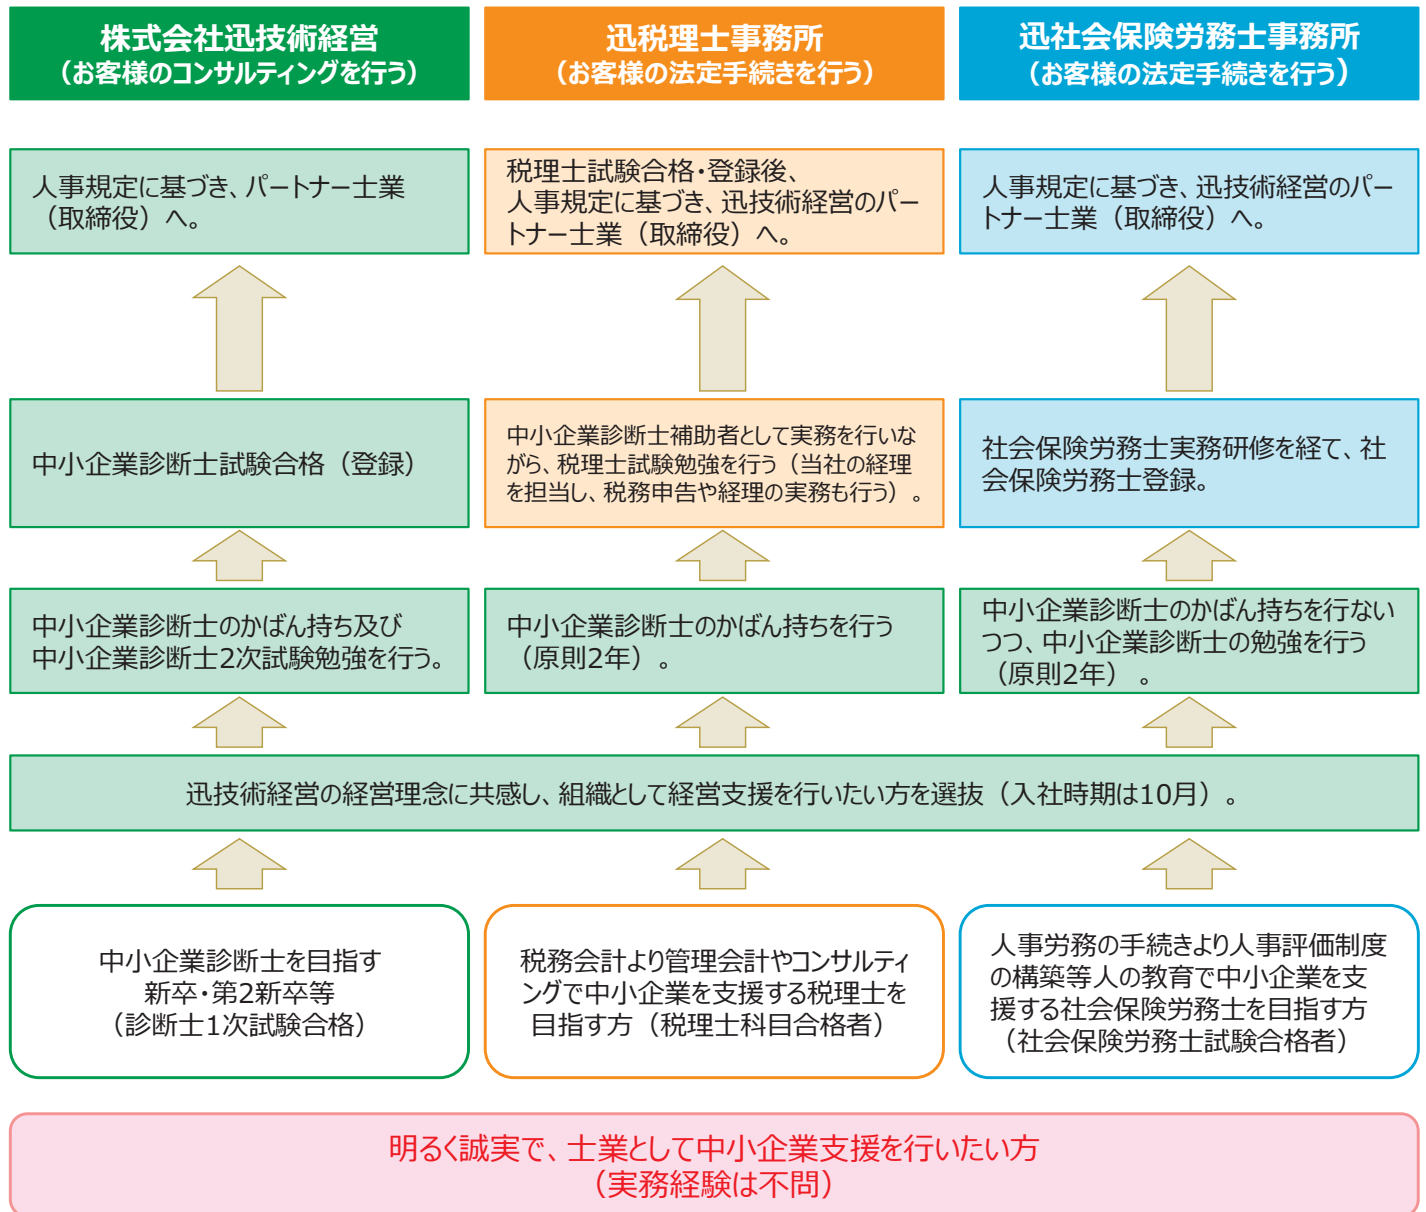 株式会社迅技術経営
（お客様のコンサルティングを行う）
迅税理士事務所
（お客様の法定手続きを行う）
迅社会保険労務士事務所
（お客様の法定手続きを行う）
人事規定に基づき、パートナー士業
（取締役）へ。
税理士試験合格・登録後、
人事規定に基づき、迅技術経営のパー
トナー士業（取締役）へ。
人事規定に基づき、迅技術経営のパー
トナー士業（取締役）へ。
中小企業診断士試験合格（登録）
中小企業診断士補助者として実務を行いな
がら、税理士試験勉強を行う（当社の経理
を担当し、税務申告や経理の実務も行う）。
社会保険労務士実務研修を経て、社
会保険労務士登録。
中小企業診断士のかばん持ち及び
中小企業診断士2次試験勉強を行う。
中小企業診断士のかばん持ちを行う
（原則2年）。
中小企業診断士のかばん持ちを行ない
つつ、中小企業診断士の勉強を行う
（原則2年）。
迅技術経営の経営理念に共感し、組織として経営支援を行いたい方を選抜（入社時期は10月）。
中小企業診断士を目指す
新卒・第2新卒等
（診断士1次試験合格）
税務会計より管理会計やコンサルティ
ングで中小企業を支援する税理士を
目指す方（税理士科目合格者）
人事労務の手続きより人事評価制度
の構築等人の教育で中小企業を支
援する社会保険労務士を目指す方
（社会保険労務士試験合格者）
明るく誠実で、士業として中小企業支援を行いたい方
（実務経験は不問）